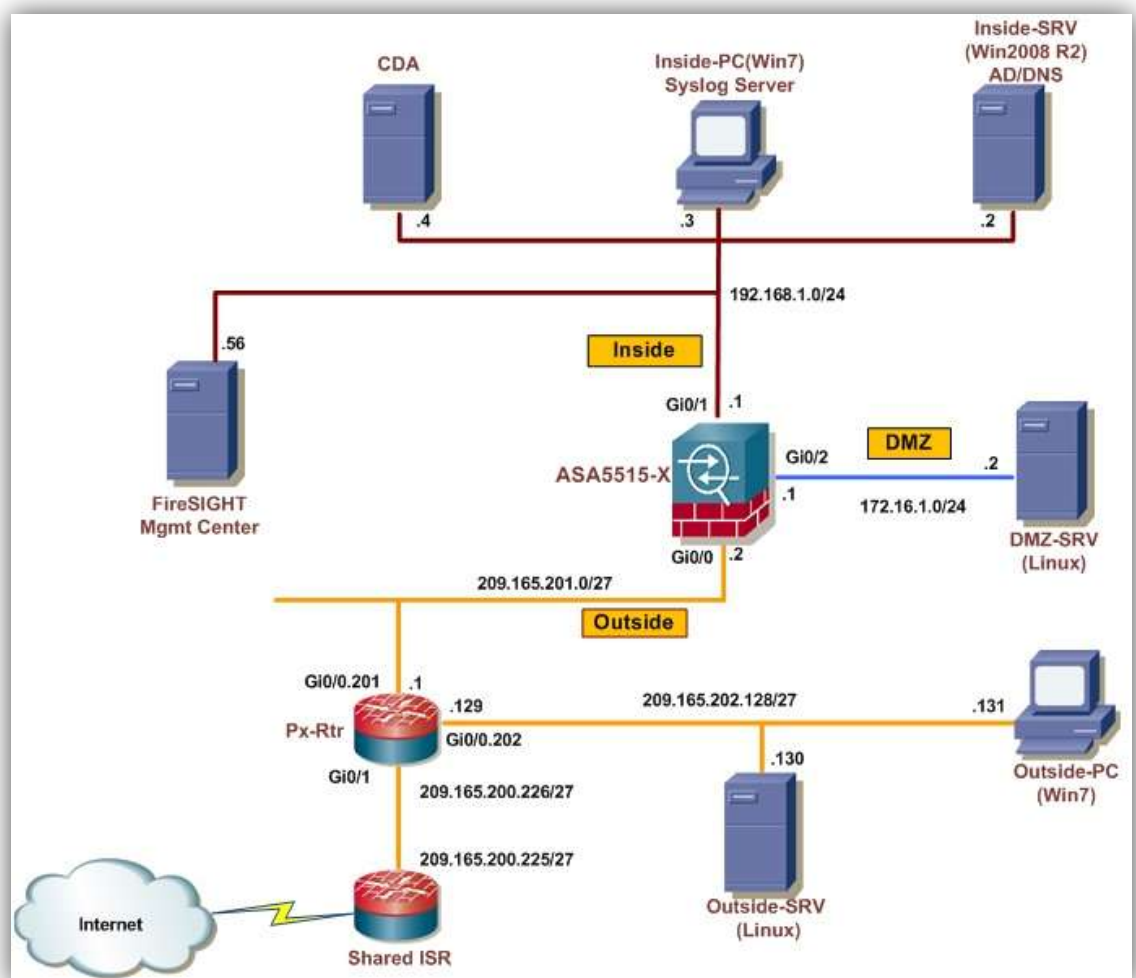 CDA
Inside-PC(Win7)
Syslog Server
Inside-SRV
(Win2008 R2)
AD/DNS
.4
.3
.2
192.168.1.0/24
.56
Inside
Gi0/1
.1
FireSIGHT
Mgmt Center
ASA5515-X
Gi0/2
DMZ
.2
.1
172.16.1.0/24
DMZ-SRV
(Linux)
Gi0/0
.2
209.165.201.0/27
Outside
Gi0/0.201
.1
Px-Rtr
.129
Gi0/0.202
209.165.202.128/27
.131
.130
Outside-PC
(Win7)
Gi0/1
209.165.200.226/27
209.165.200.225/27
Outside-SRV
(Linux)
Internet
Shared ISR